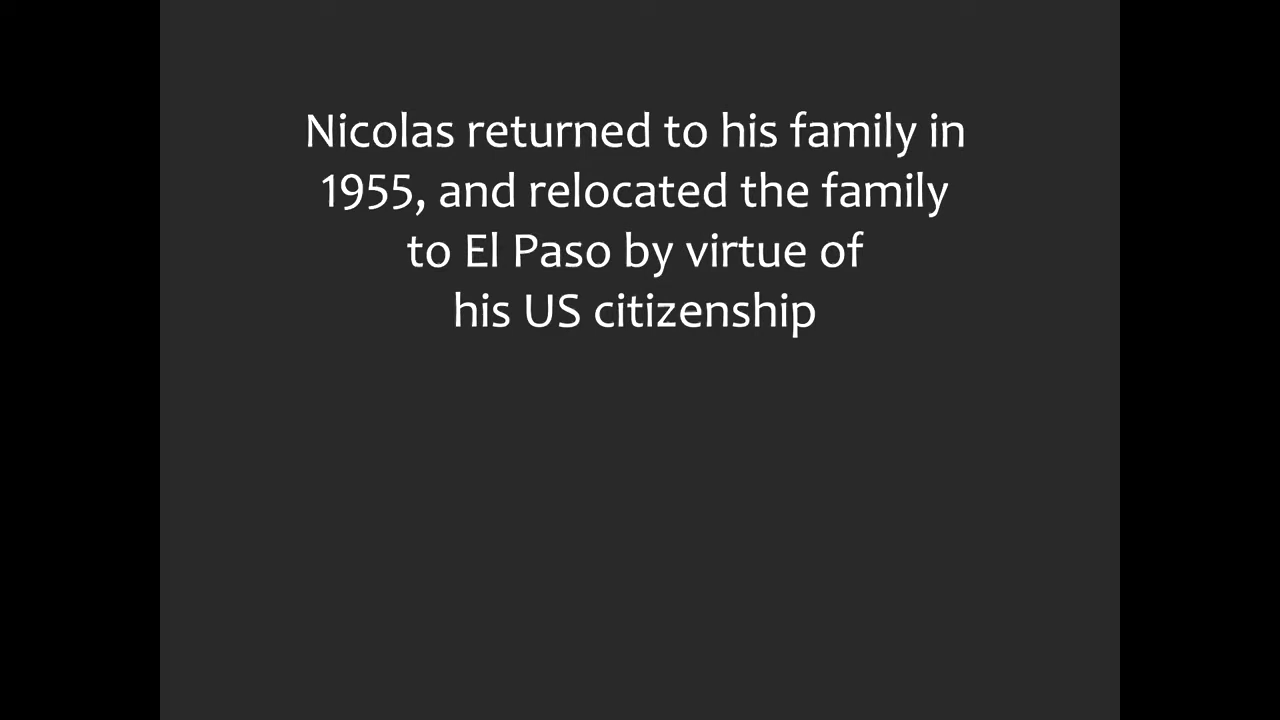 Nicolas returned to his family in
1955, and relocated the family
to El Paso by virtue of
his US citizenship